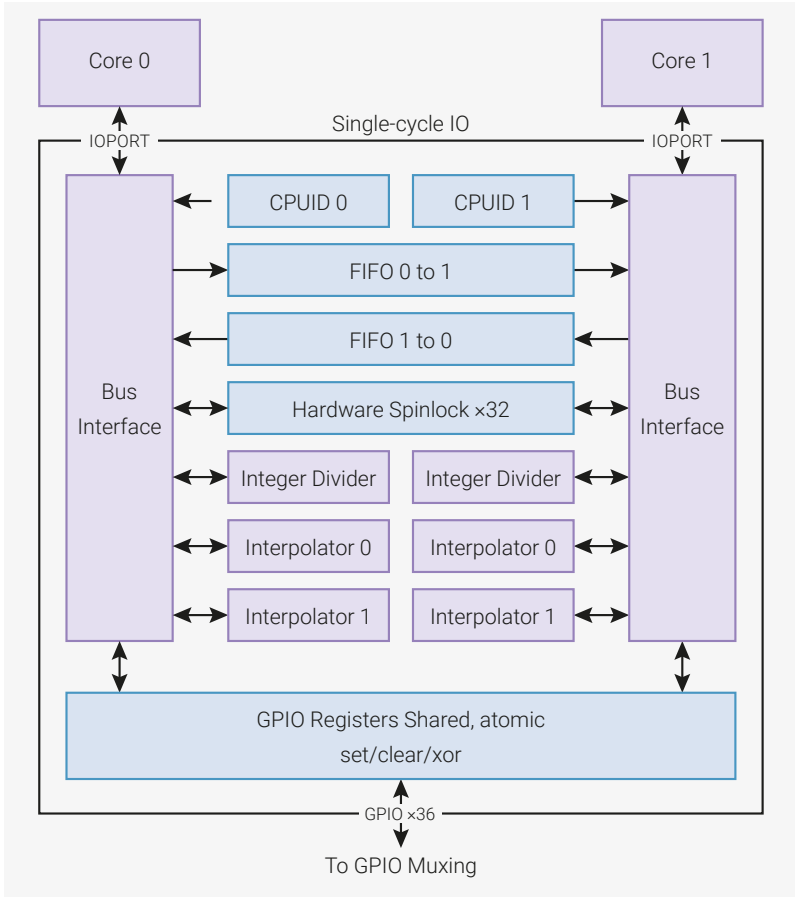 Core 0
Core 1
Single-cycle IO
IOPORT
IOPORT
CPUID 0
CPUID 1
FIFO 0 to 1
FIFO 1 to 0
Bus
Interface
Bus
Interface
Hardware Spinlock ×32
Integer Divider
Integer Divider
Interpolator 0
Interpolator 0
Interpolator 1
Interpolator 1
GPIO Registers Shared, atomic
set/clear/xor
GPIO ×36
To GPIO Muxing